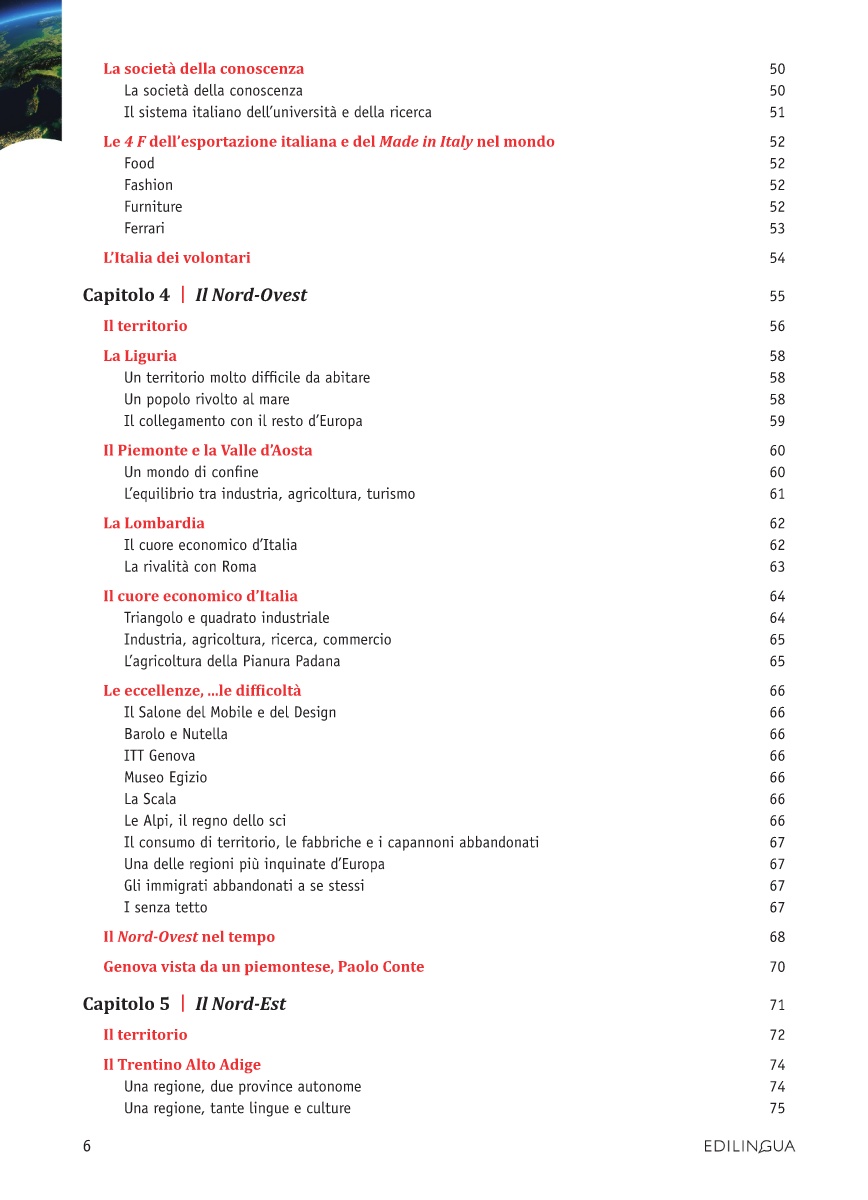 La società della conoscenza 50
La società della conoscenza 50
Il sistema italiano dell’università e della ricerca 51
Le 4 F dell’esportazione italiana e del Made in Italy nel mondo 52
Food 52
Fashion 52
Furniture 52
Ferrari 53
L’Italia dei volontari 54
Capitolo 4 | Il Nord-Ovest 55
Il territorio 56
La Liguria 58
Un territorio molto difficile da abitare 58
Un popolo rivolto al mare 58
Il collegamento con il resto d’Europa 59
Il Piemonte e la Valle d’Aosta 60
Un mondo di confine 60
L’equilibrio tra industria, agricoltura, turismo 61
La Lombardia 62
Il cuore economico d’Italia 62
La rivalità con Roma 63
Il cuore economico d’Italia 64
Triangolo e quadrato industriale 64
Industria, agricoltura, ricerca, commercio 65
L’agricoltura della Pianura Padana 65
Le eccellenze, ...le difficoltà 66
Il Salone del Mobile e del Design 66
Barolo e Nutella 66
ITT Genova 66
Museo Egizio 66
La Scala 66
Le Alpi, il regno dello sci 66
Il consumo di territorio, le fabbriche e i capannoni abbandonati 67
Una delle regioni più inquinate d’Europa 67
Gli immigrati abbandonati a se stessi 67
I senza tetto 67
Il Nord-Ovest nel tempo 68
Genova vista da un piemontese, Paolo Conte 70
Capitolo 5 | Il Nord-Est 71
Il territorio 72
Il Trentino Alto Adige 74
Una regione, due province autonome 74
Una regione, tante lingue e culture 75
6 EDILINGUA